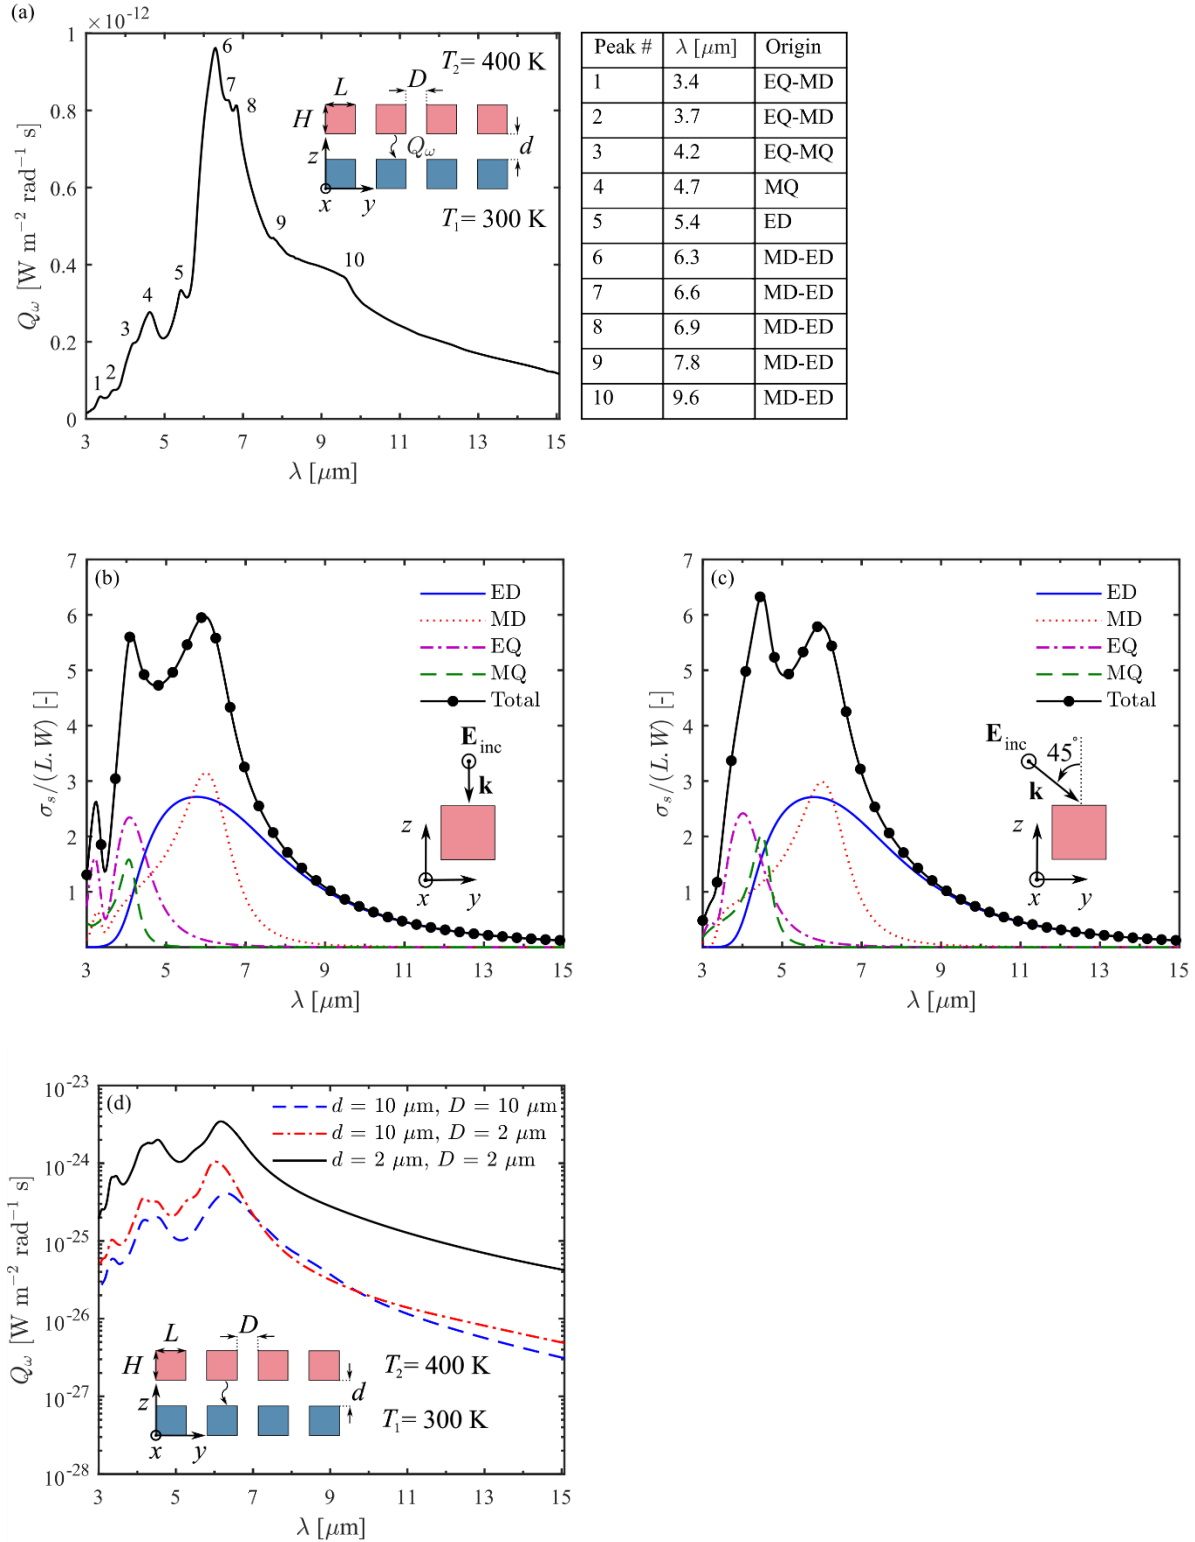 (a)
×10⁻¹²
1
0.8
0.6
0.4
0.2
0
Q_ω [W m⁻² rad⁻¹ s]
3 5 7 9 11 13 15
λ [μm]
1 2 3 4 5 6 7 8 9 10
T₂= 400 K
L D
H d
z Q_ω
x y
T₁= 300 K
Peak # λ [μm] Origin
1 3.4 EQ-MD
2 3.7 EQ-MD
3 4.2 EQ-MQ
4 4.7 MQ
5 5.4 ED
6 6.3 MD-ED
7 6.6 MD-ED
8 6.9 MD-ED
9 7.8 MD-ED
10 9.6 MD-ED
(b)
7
6
5
4
3
2
1
σ_s/(L.W) [-]
3 5 7 9 11 13 15
λ [μm]
ED
MD
EQ
MQ
Total
E_inc
k
z
x y
(c)
7
6
5
4
3
2
1
σ_s/(L.W) [-]
3 5 7 9 11 13 15
λ [μm]
ED
MD
EQ
MQ
Total
E_inc 45°
k
z
x y
(d)
10⁻²³
10⁻²⁴
10⁻²⁵
10⁻²⁶
10⁻²⁷
10⁻²⁸
Q_ω [W m⁻² rad⁻¹ s]
3 5 7 9 11 13 15
λ [μm]
d = 10 μm, D = 10 μm
d = 10 μm, D = 2 μm
d = 2 μm, D = 2 μm
L D
H T₂= 400 K
z d
x y
T₁= 300 K